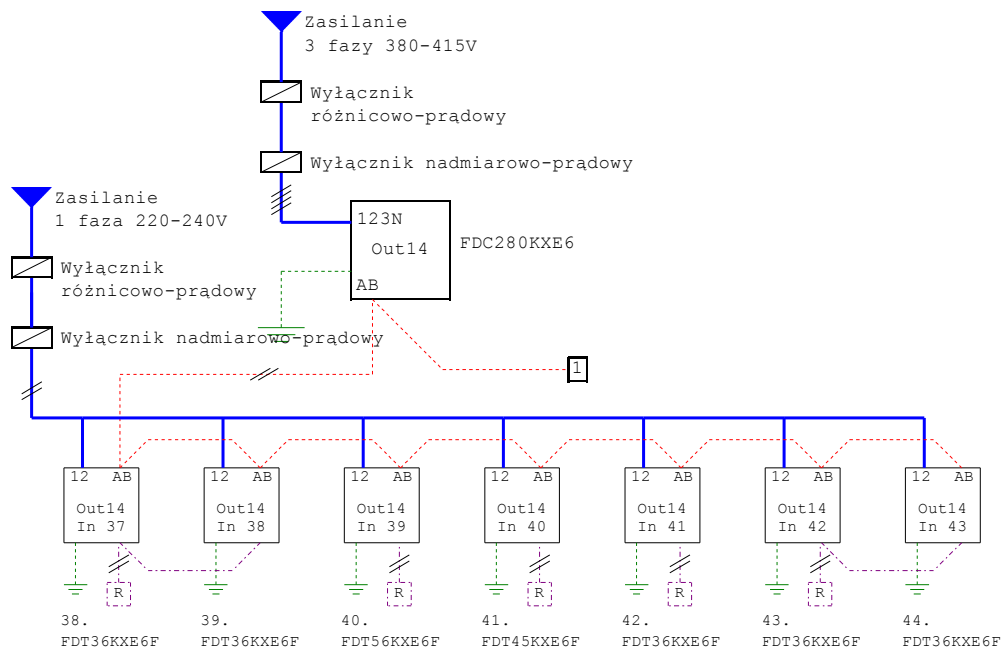 Zasilanie
3 fazy 380-415V
Wyłącznik
różnicowo-prądowy
Wyłącznik nadmiarowo-prądowy
Zasilanie
1 faza 220-240V
123N
Out14
AB
FDC280KXE6
Wyłącznik
różnicowo-prądowy
Wyłącznik nadmiarowo-prądowy
1
12 AB
Out14
In 37
12 AB
Out14
In 38
12 AB
Out14
In 39
12 AB
Out14
In 40
12 AB
Out14
In 41
12 AB
Out14
In 42
12 AB
Out14
In 43
R
R
R
R
R
38.
FDT36KXE6F
39.
FDT36KXE6F
40.
FDT56KXE6F
41.
FDT45KXE6F
42.
FDT36KXE6F
43.
FDT36KXE6F
44.
FDT36KXE6F